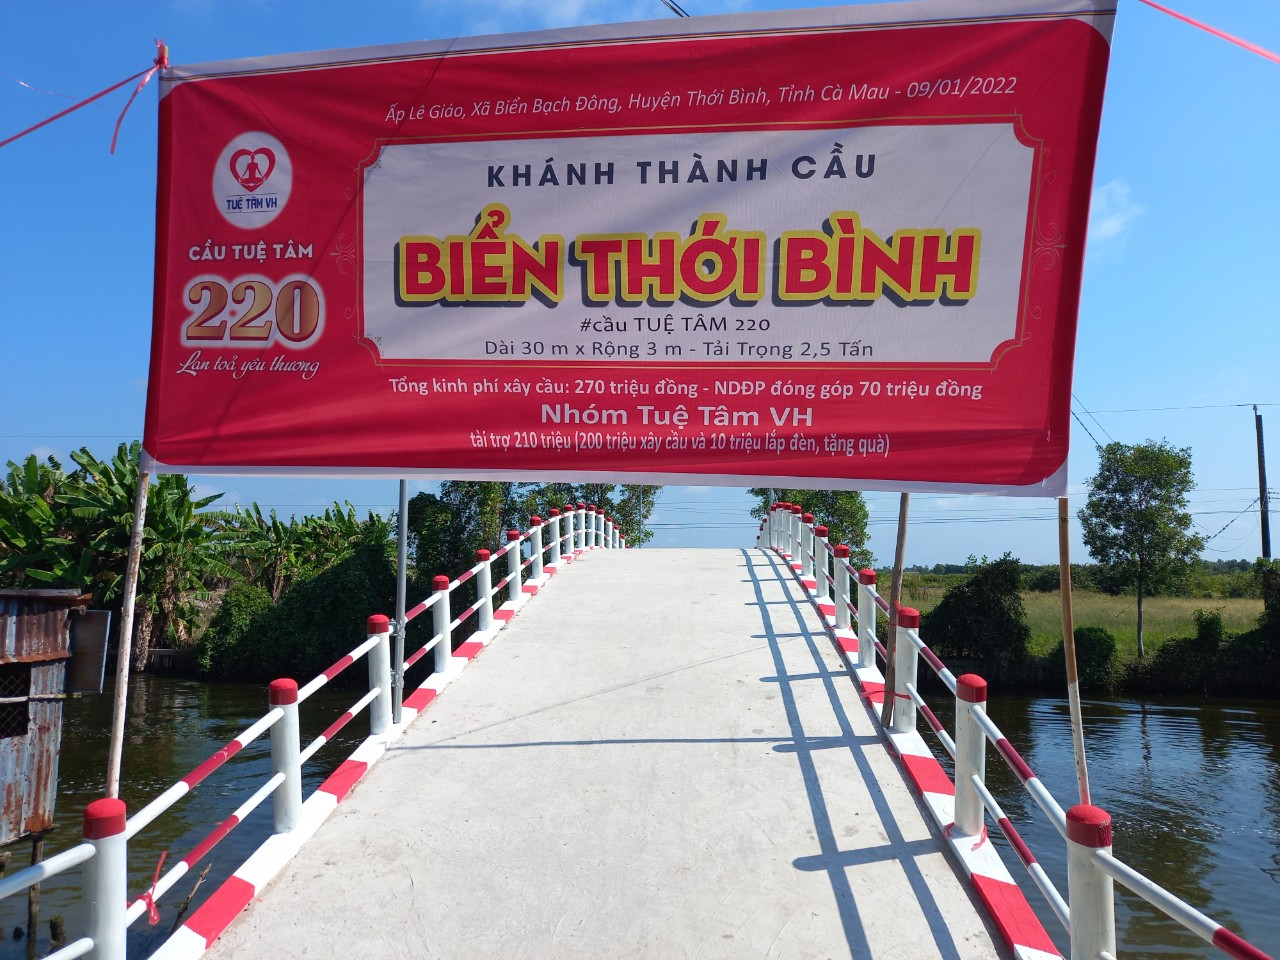 Ấp Lê Giáo, Xã Biển Bạch Đông, Huyện Thới Bình, Tỉnh Cà Mau - 09/01/2022
TUỆ TÂM VH
CẦU TUỆ TÂM
220
Lan toả yêu thương
KHÁNH THÀNH CẦU
BIỂN THỚI BÌNH
#cầu TUỆ TÂM 220
Dài 30 m x Rộng 3 m - Tải Trọng 2,5 Tấn
Tổng kinh phí xây cầu: 270 triệu đồng - NDĐP đóng góp 70 triệu đồng
Nhóm Tuệ Tâm VH
tài trợ 210 triệu (200 triệu xây cầu và 10 triệu lắp đèn, tặng quà)